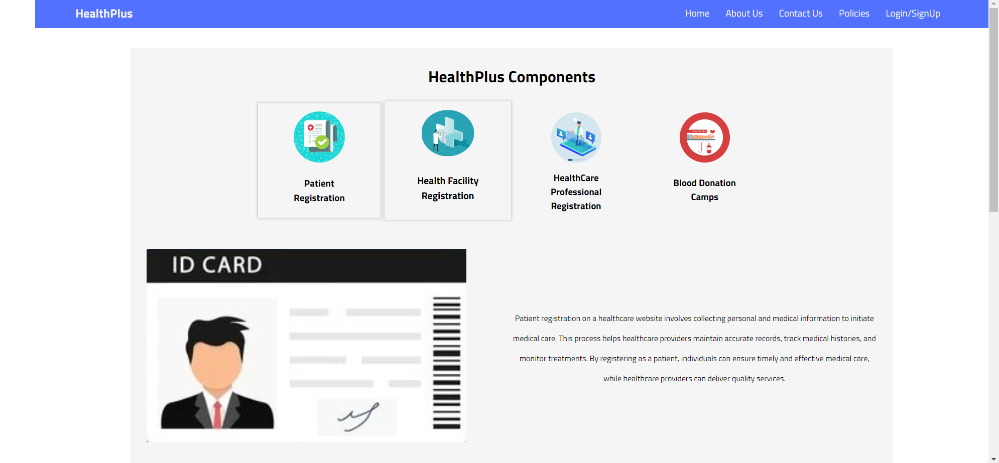 HealthPlus
Home About Us Contact Us Policies Login/SignUp
HealthPlus Components
Patient
Registration
Health Facility
Registration
HealthCare
Professional
Registration
Blood Donation
Camps
ID CARD
Patient registration on a healthcare website involves collecting personal and medical information to initiate
medical care. This process helps healthcare providers maintain accurate records, track medical histories, and
monitor treatments. By registering as a patient, individuals can ensure timely and effective medical care,
while healthcare providers can deliver quality services.